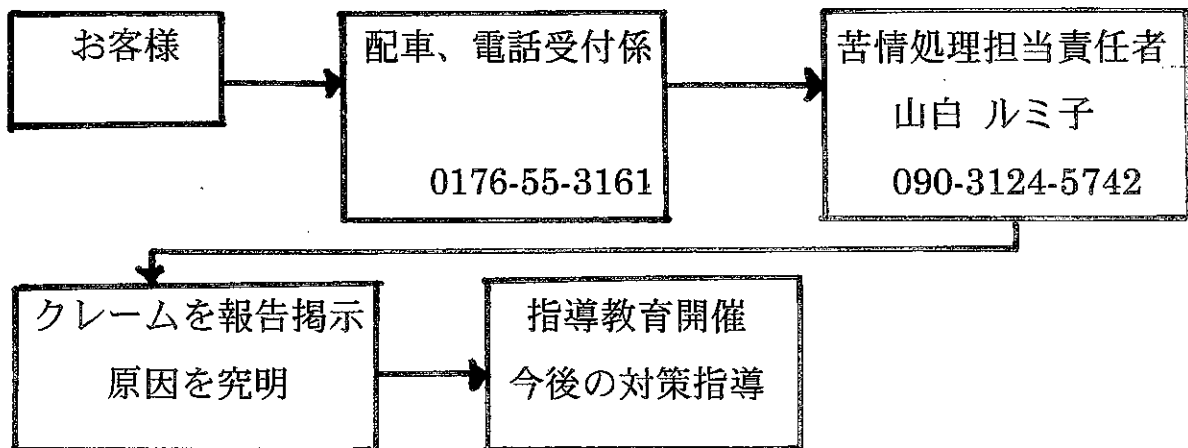 お客様
配車、電話受付係
0176-55-3161
苦情処理担当責任者
山白 ルミ子
090-3124-5742
クレームを報告掲示
原因を究明
指導教育開催
今後の対策指導